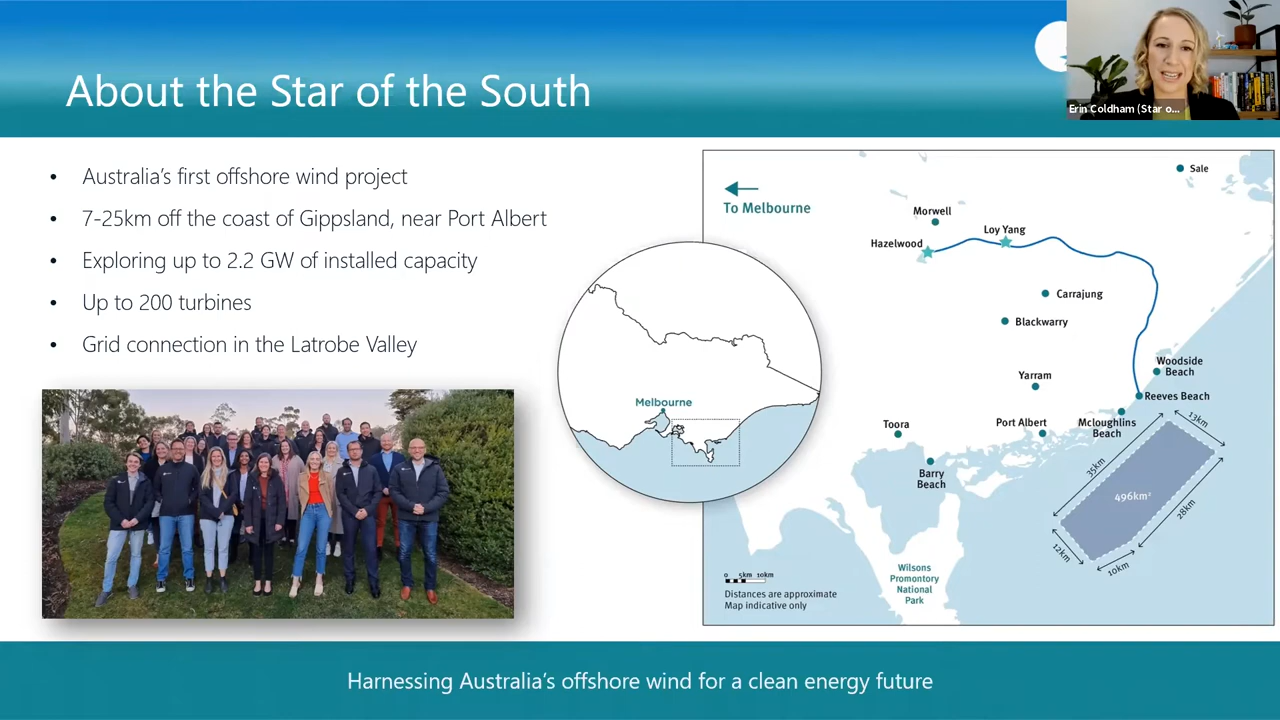 About the Star of the South
Erin Coldham (Star o...
• Australia's first offshore wind project
• 7-25km off the coast of Gippsland, near Port Albert
• Exploring up to 2.2 GW of installed capacity
• Up to 200 turbines
• Grid connection in the Latrobe Valley
Sale
To Melbourne
Morwell
Loy Yang
Hazelwood
Carrajung
Blackwarry
Woodside
Beach
Yarram
Reeves Beach
Melbourne
Toora
Port Albert
Mcloughlins
Beach
13km
35km
Barry
Beach
496km²
28km
12km
10km
Wilsons
Promontory
National
Park
0 5km 10km
Distances are approximate
Map indicative only
Harnessing Australia's offshore wind for a clean energy future